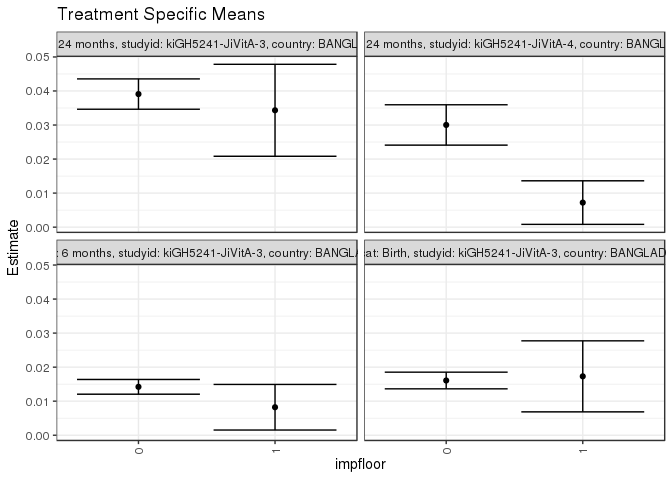 Treatment Specific Means
24 months, studyid: kiGH5241-JiVitA-3, country: BANGL
24 months, studyid: kiGH5241-JiVitA-4, country: BANGL
0.05
0.04
0.03
0.02
0.01
0.00
t 6 months, studyid: kiGH5241-JiVitA-3, country: BANGLA
at: Birth, studyid: kiGH5241-JiVitA-3, country: BANGLAD
0.05
0.04
0.03
0.02
0.01
0.00
Estimate
0
1
0
1
impfloor